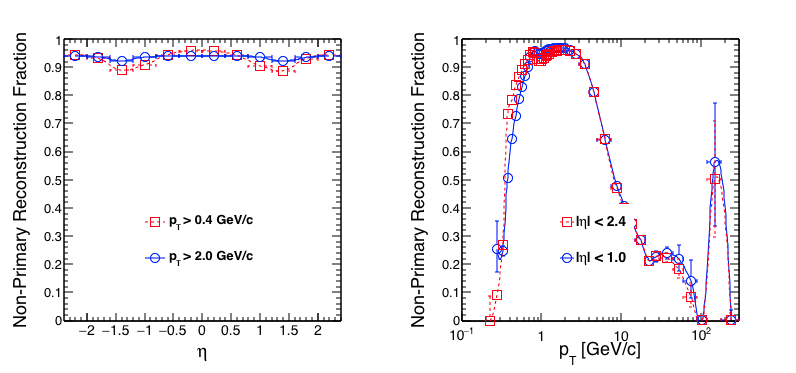 Non-Primary Reconstruction Fraction
1
0.9
0.8
0.7
0.6
0.5
0.4
0.3
0.2
0.1
0
p_T > 0.4 GeV/c
p_T > 2.0 GeV/c
−2 −1.5 −1 −0.5 0 0.5 1 1.5 2
η
Non-Primary Reconstruction Fraction
1
0.9
0.8
0.7
0.6
0.5
0.4
0.3
0.2
0.1
0
|η| < 2.4
|η| < 1.0
10⁻¹ 1 10 10²
p_T [GeV/c]